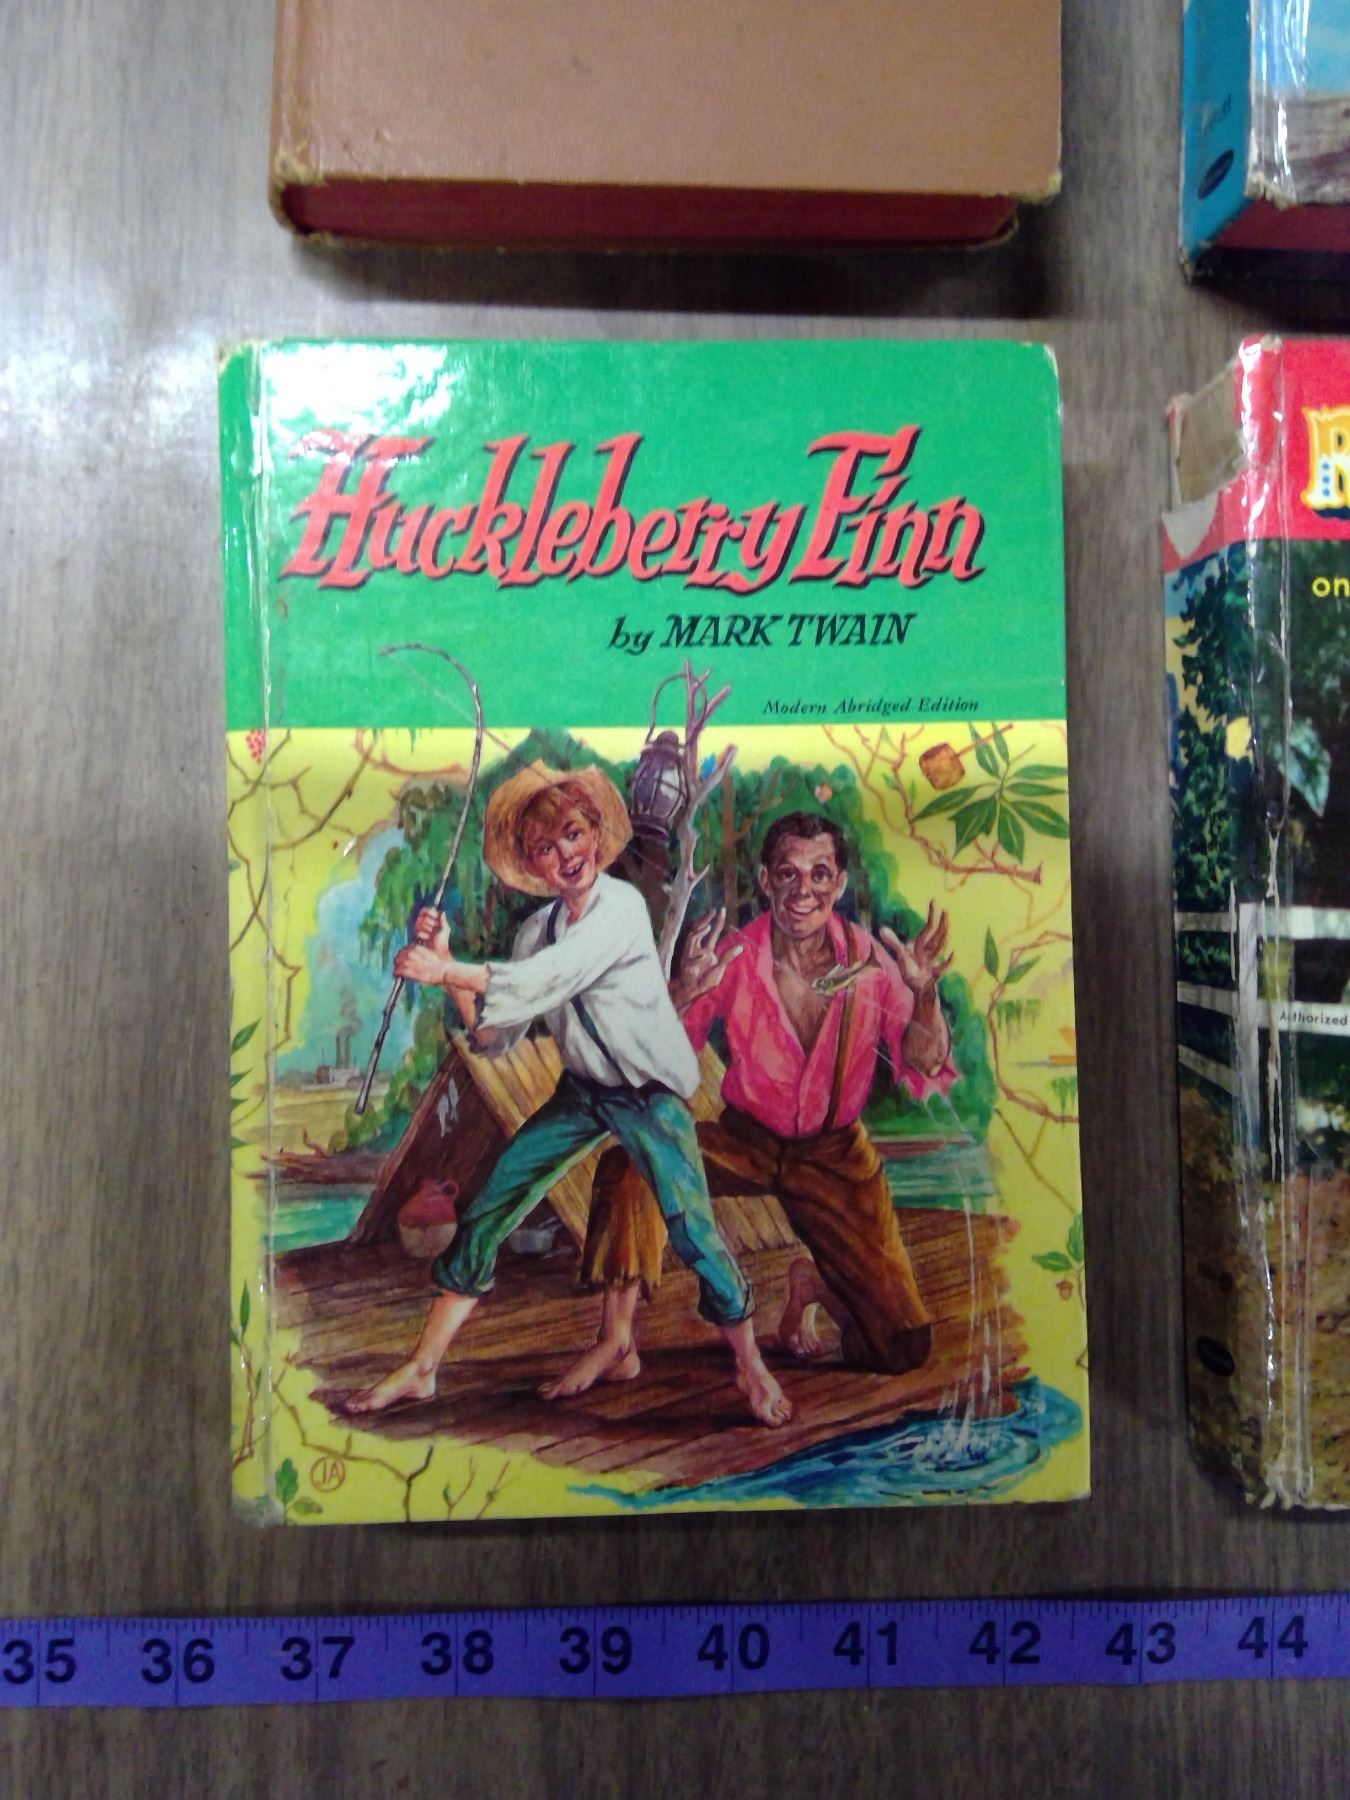 Huckleberry Finn
by MARK TWAIN
Modern Abridged Edition
R
on
Authorized
JA
35 36 37 38 39 40 41 42 43 44